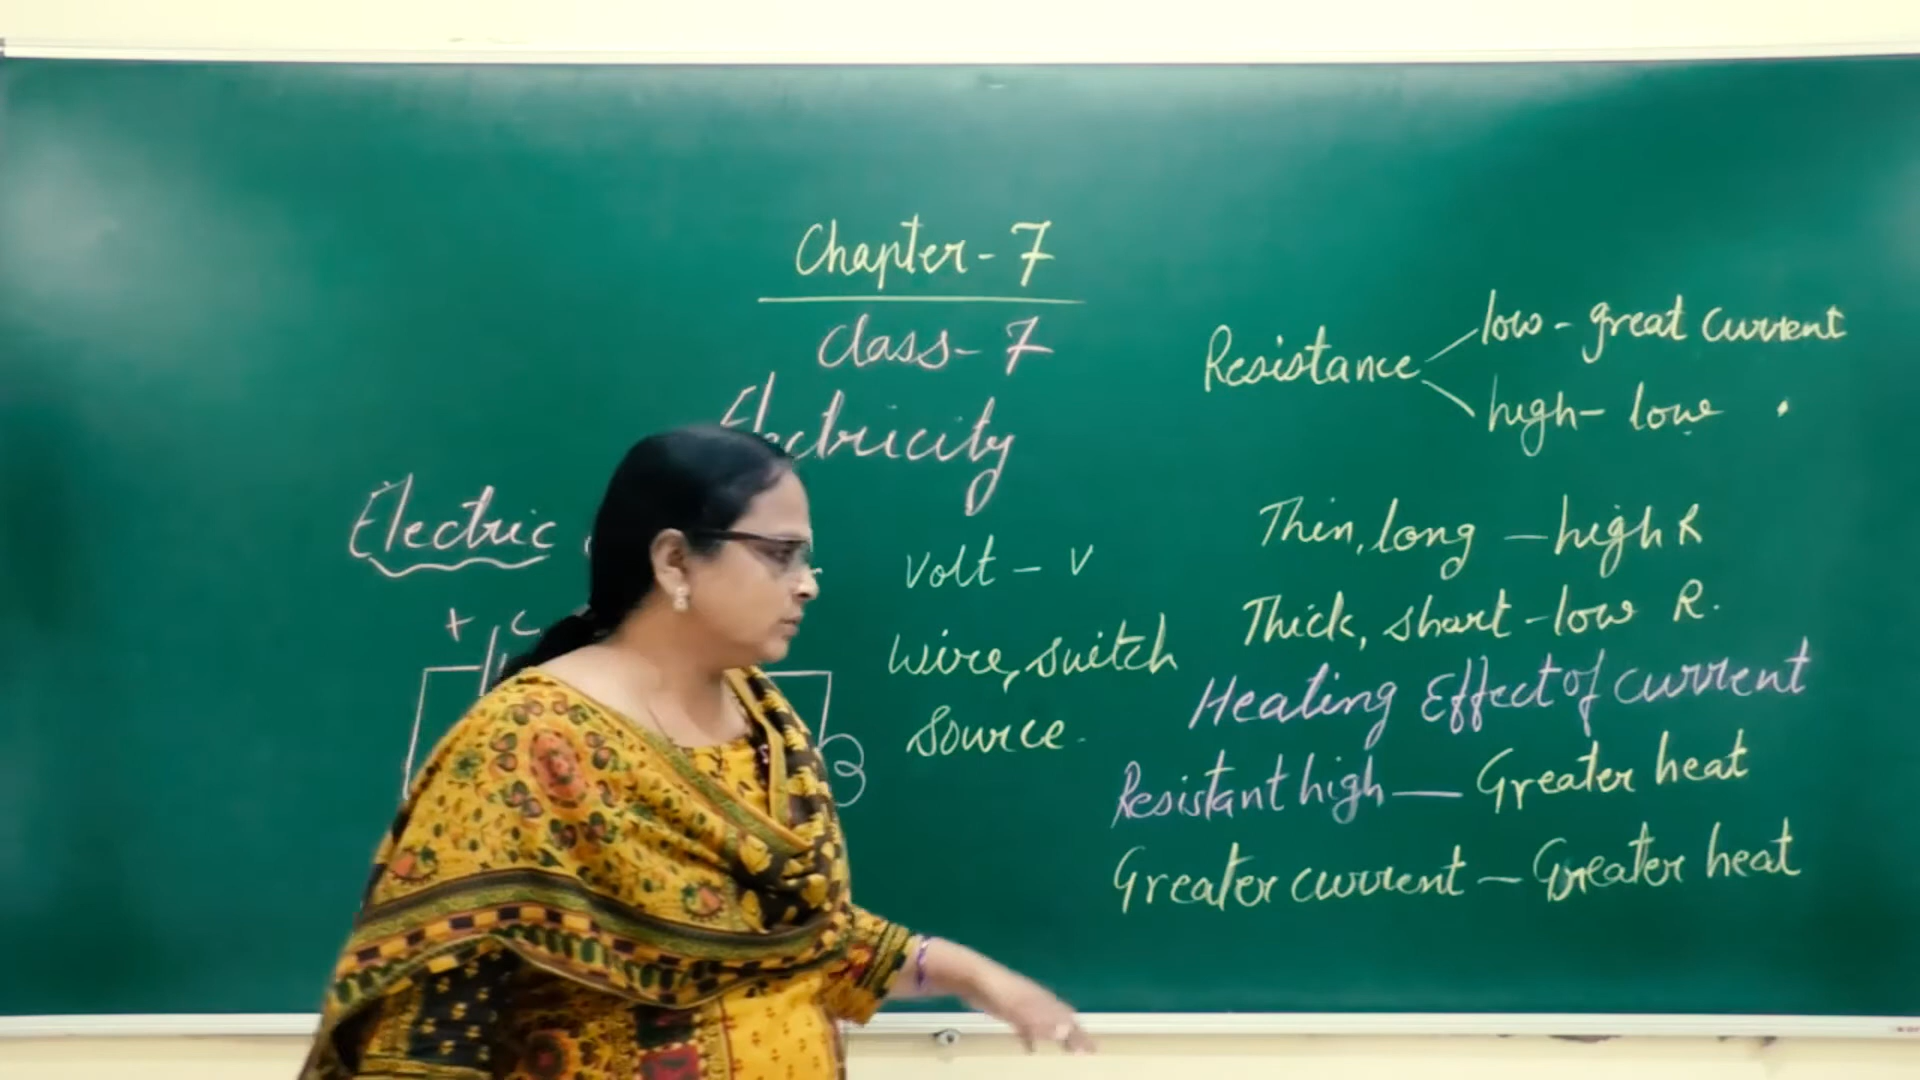 Chapter - 7
Class - 7
Electricity
Electric
+
Volt - V
Wire, switch
Source.
Resistance
low - great current
high - low
Thin, long - high R
Thick, short - low R.
Heating Effect of current
Resistant high - Greater heat
Greater current - Greater heat